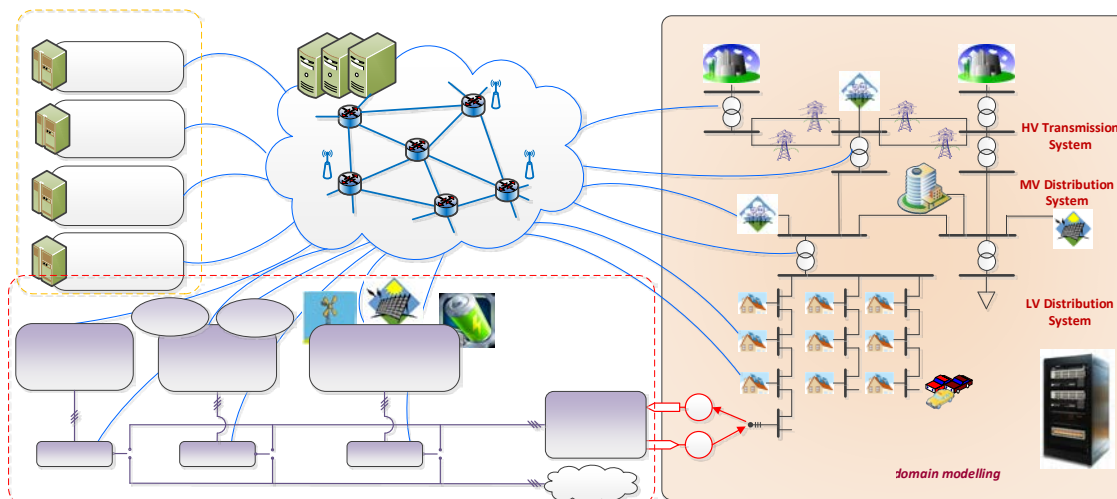 HV Transmission
System
MV Distribution
System
LV Distribution
System
domain modelling